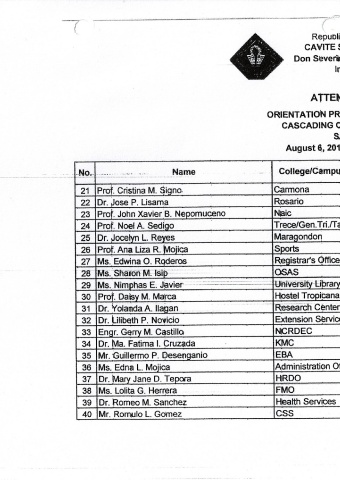 Republi
CAVITE S
Don Severin
In
ATTEN
ORIENTATION PR
CASCADING O
SA
August 6, 201
No. Name College/Campu
21 Prof. Cristina M. Signo Carmona
22 Dr. Jose P. Lisama Rosario
23 Prof. John Xavier B. Nepomuceno Naic
24 Prof. Noel A. Sedigo Trece/Gen.Tri./Ta
25 Dr. Jocelyn L. Reyes Maragondon
26 Prof. Ana Liza R. Mojica Sports
27 Ms. Edwina O. Roderos Registrar's Office
28 Ms. Sharon M. Isip OSAS
29 Ms. Nimphas E. Javier University Library
30 Prof. Daisy M. Marca Hostel Tropicana
31 Dr. Yolanda A. Ilagan Research Center
32 Dr. Lilibeth P. Novicio Extension Service
33 Engr. Gerry M. Castillo NCRDEC
34 Dr. Ma. Fatima I. Cruzada KMC
35 Mr. Guillermo P. Desenganio EBA
36 Ms. Edna L. Mojica Administration Of
37 Dr. Mary Jane D. Tepora HRDO
38 Ms. Lolita G. Herrera FMO
39 Dr. Romeo M. Sanchez Health Services
40 Mr. Romulo L. Gomez CSS